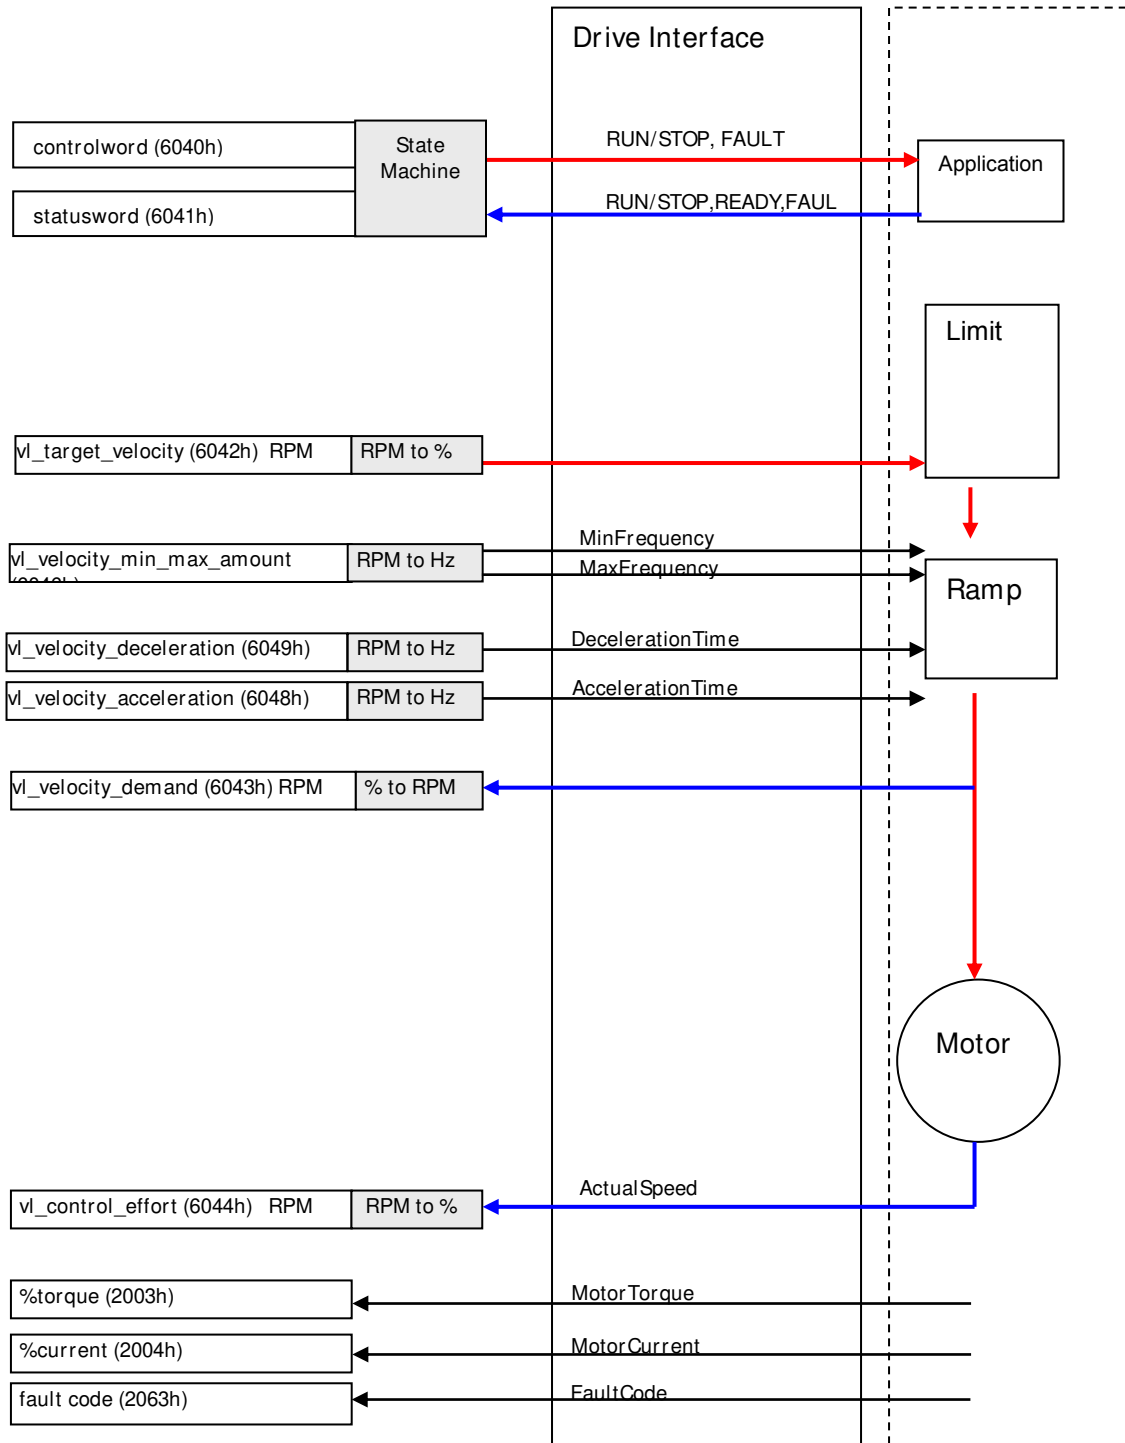 Drive Interface
controlword (6040h)
State
Machine
RUN/STOP, FAULT
Application
statusword (6041h)
RUN/STOP,READY,FAUL
Limit
vl_target_velocity (6042h) RPM
RPM to %
MinFrequency
vl_velocity_min_max_amount
RPM to Hz
MaxFrequency
Ramp
vl_velocity_deceleration (6049h)
RPM to Hz
DecelerationTime
vl_velocity_acceleration (6048h)
RPM to Hz
AccelerationTime
vl_velocity_demand (6043h) RPM
% to RPM
Motor
vl_control_effort (6044h) RPM
RPM to %
ActualSpeed
%torque (2003h)
MotorTorque
%current (2004h)
MotorCurrent
fault code (2063h)
FaultCode